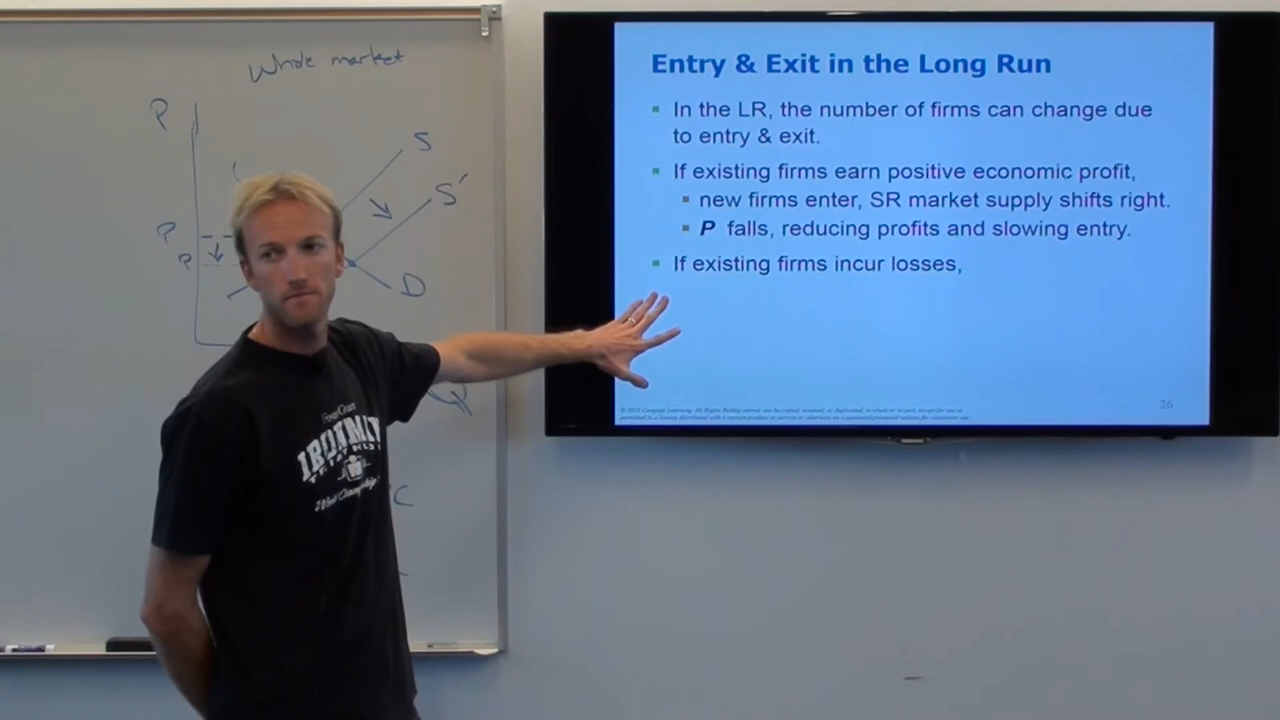 Whole market
P
S
S′
P
P
D
Q
C
IRONMAN
World Championship
Entry & Exit in the Long Run
In the LR, the number of firms can change due
to entry & exit.
If existing firms earn positive economic profit,
new firms enter, SR market supply shifts right.
P falls, reducing profits and slowing entry.
If existing firms incur losses,
26